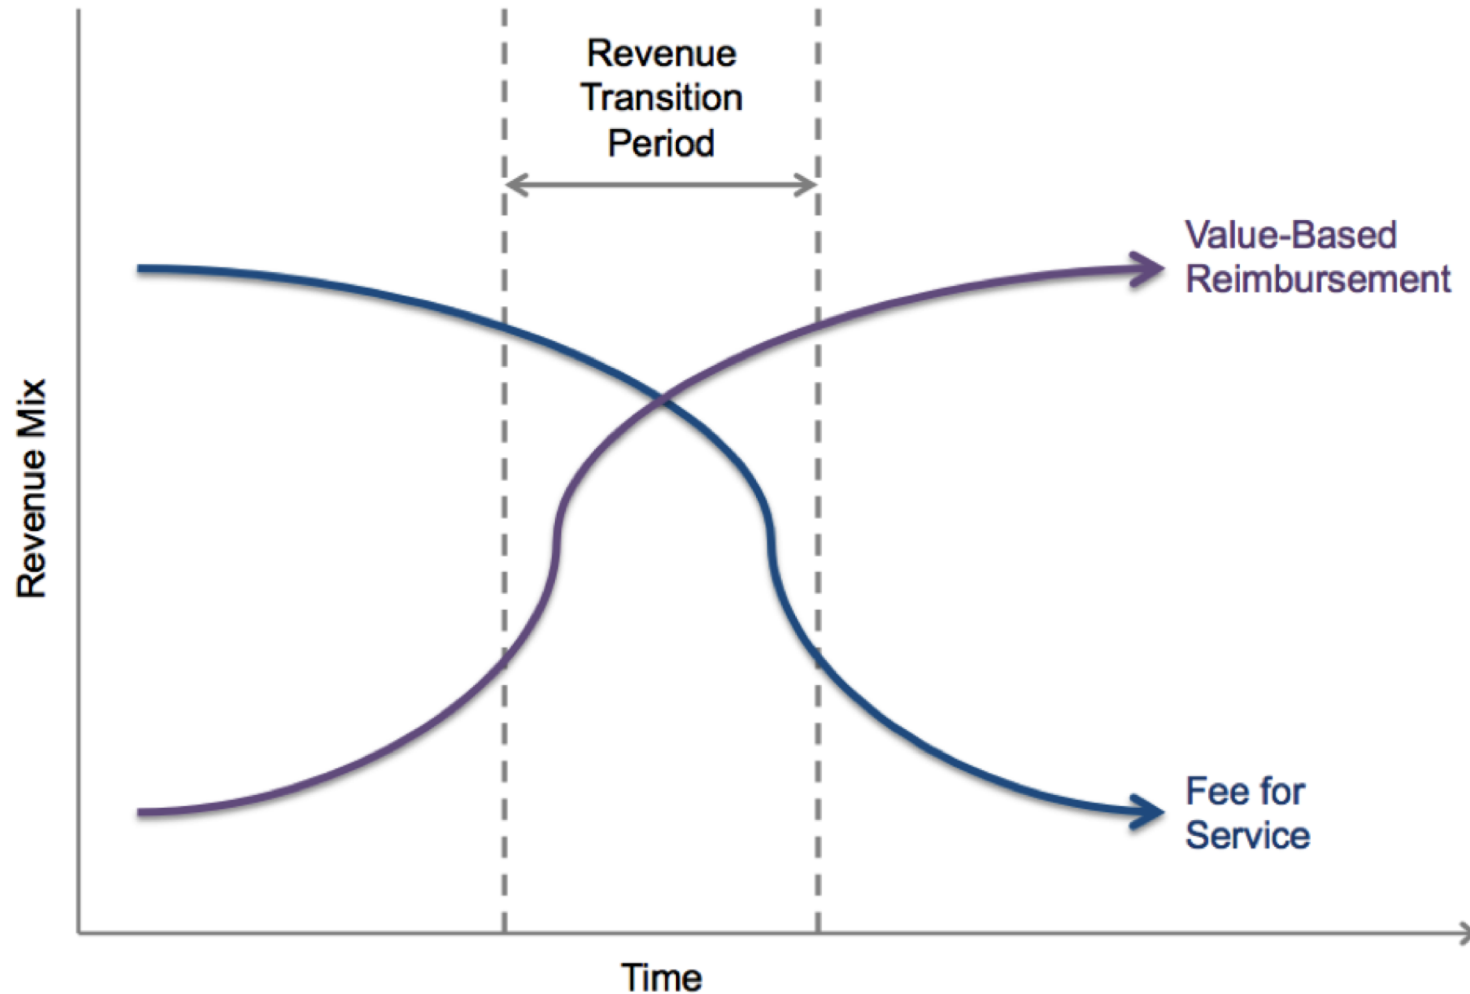 Revenue
Transition
Period
Value-Based
Reimbursement
Revenue Mix
Fee for
Service
Time